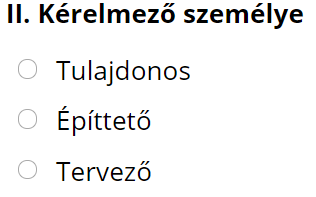 II. Kérelmező személye
Tulajdonos
Építtető
Tervező